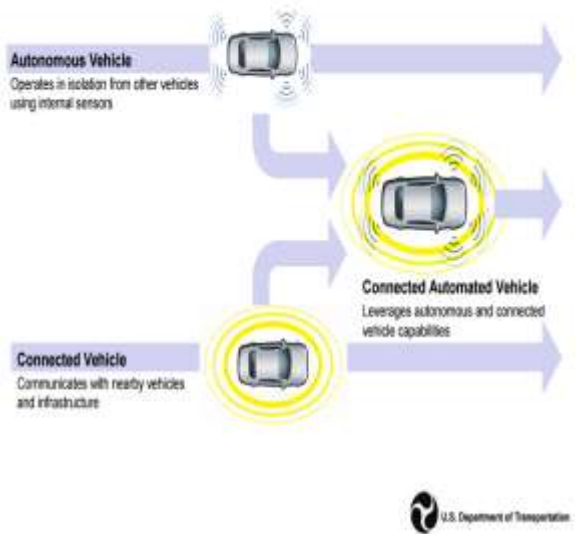 Autonomous Vehicle
Operates in isolation from other vehicles
using internal sensors
Connected Automated Vehicle
Leverages autonomous and connected
vehicle capabilities
Connected Vehicle
Communicates with nearby vehicles
and infrastructure
U.S. Department of Transportation